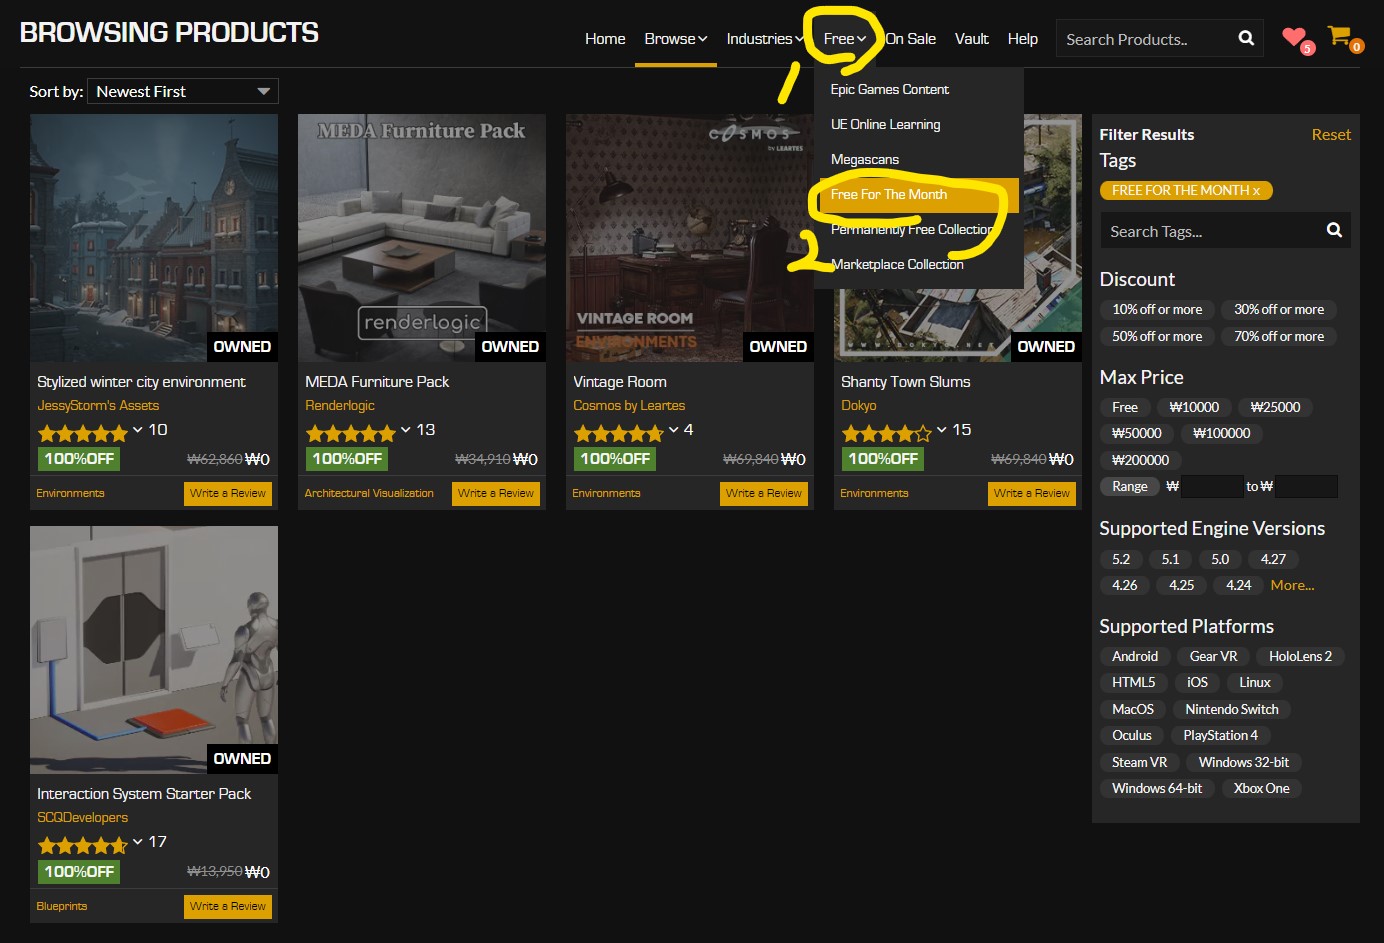 BROWSING PRODUCTS
Home
Browse
Industries
Free
On Sale
Vault
Help
Search Products..
5
0
1
Sort by:
Newest First
Epic Games Content
UE Online Learning
Megascans
Free For The Month
Permanently Free Collection
Marketplace Collection
2
OWNED
Stylized winter city environment
JessyStorm's Assets
10
100%OFF
₩62,860 ₩0
Environments
Write a Review
MEDA Furniture Pack
renderlogic
OWNED
MEDA Furniture Pack
Renderlogic
13
100%OFF
₩34,910 ₩0
Architectural Visualization
Write a Review
COSMOS
by LEARTES
VINTAGE ROOM
ENVIRONMENTS
OWNED
Vintage Room
Cosmos by Leartes
4
100%OFF
₩69,840 ₩0
Environments
Write a Review
OWNED
Shanty Town Slums
Dokyo
15
100%OFF
₩69,840 ₩0
Environments
Write a Review
OWNED
Interaction System Starter Pack
SCQDevelopers
17
100%OFF
₩13,950 ₩0
Blueprints
Write a Review
Filter Results
Reset
Tags
FREE FOR THE MONTH x
Search Tags...
Discount
10% off or more
30% off or more
50% off or more
70% off or more
Max Price
Free
₩10000
₩25000
₩50000
₩100000
₩200000
Range
₩
to ₩
Supported Engine Versions
5.2
5.1
5.0
4.27
4.26
4.25
4.24
More...
Supported Platforms
Android
Gear VR
HoloLens 2
HTML5
iOS
Linux
MacOS
Nintendo Switch
Oculus
PlayStation 4
Steam VR
Windows 32-bit
Windows 64-bit
Xbox One